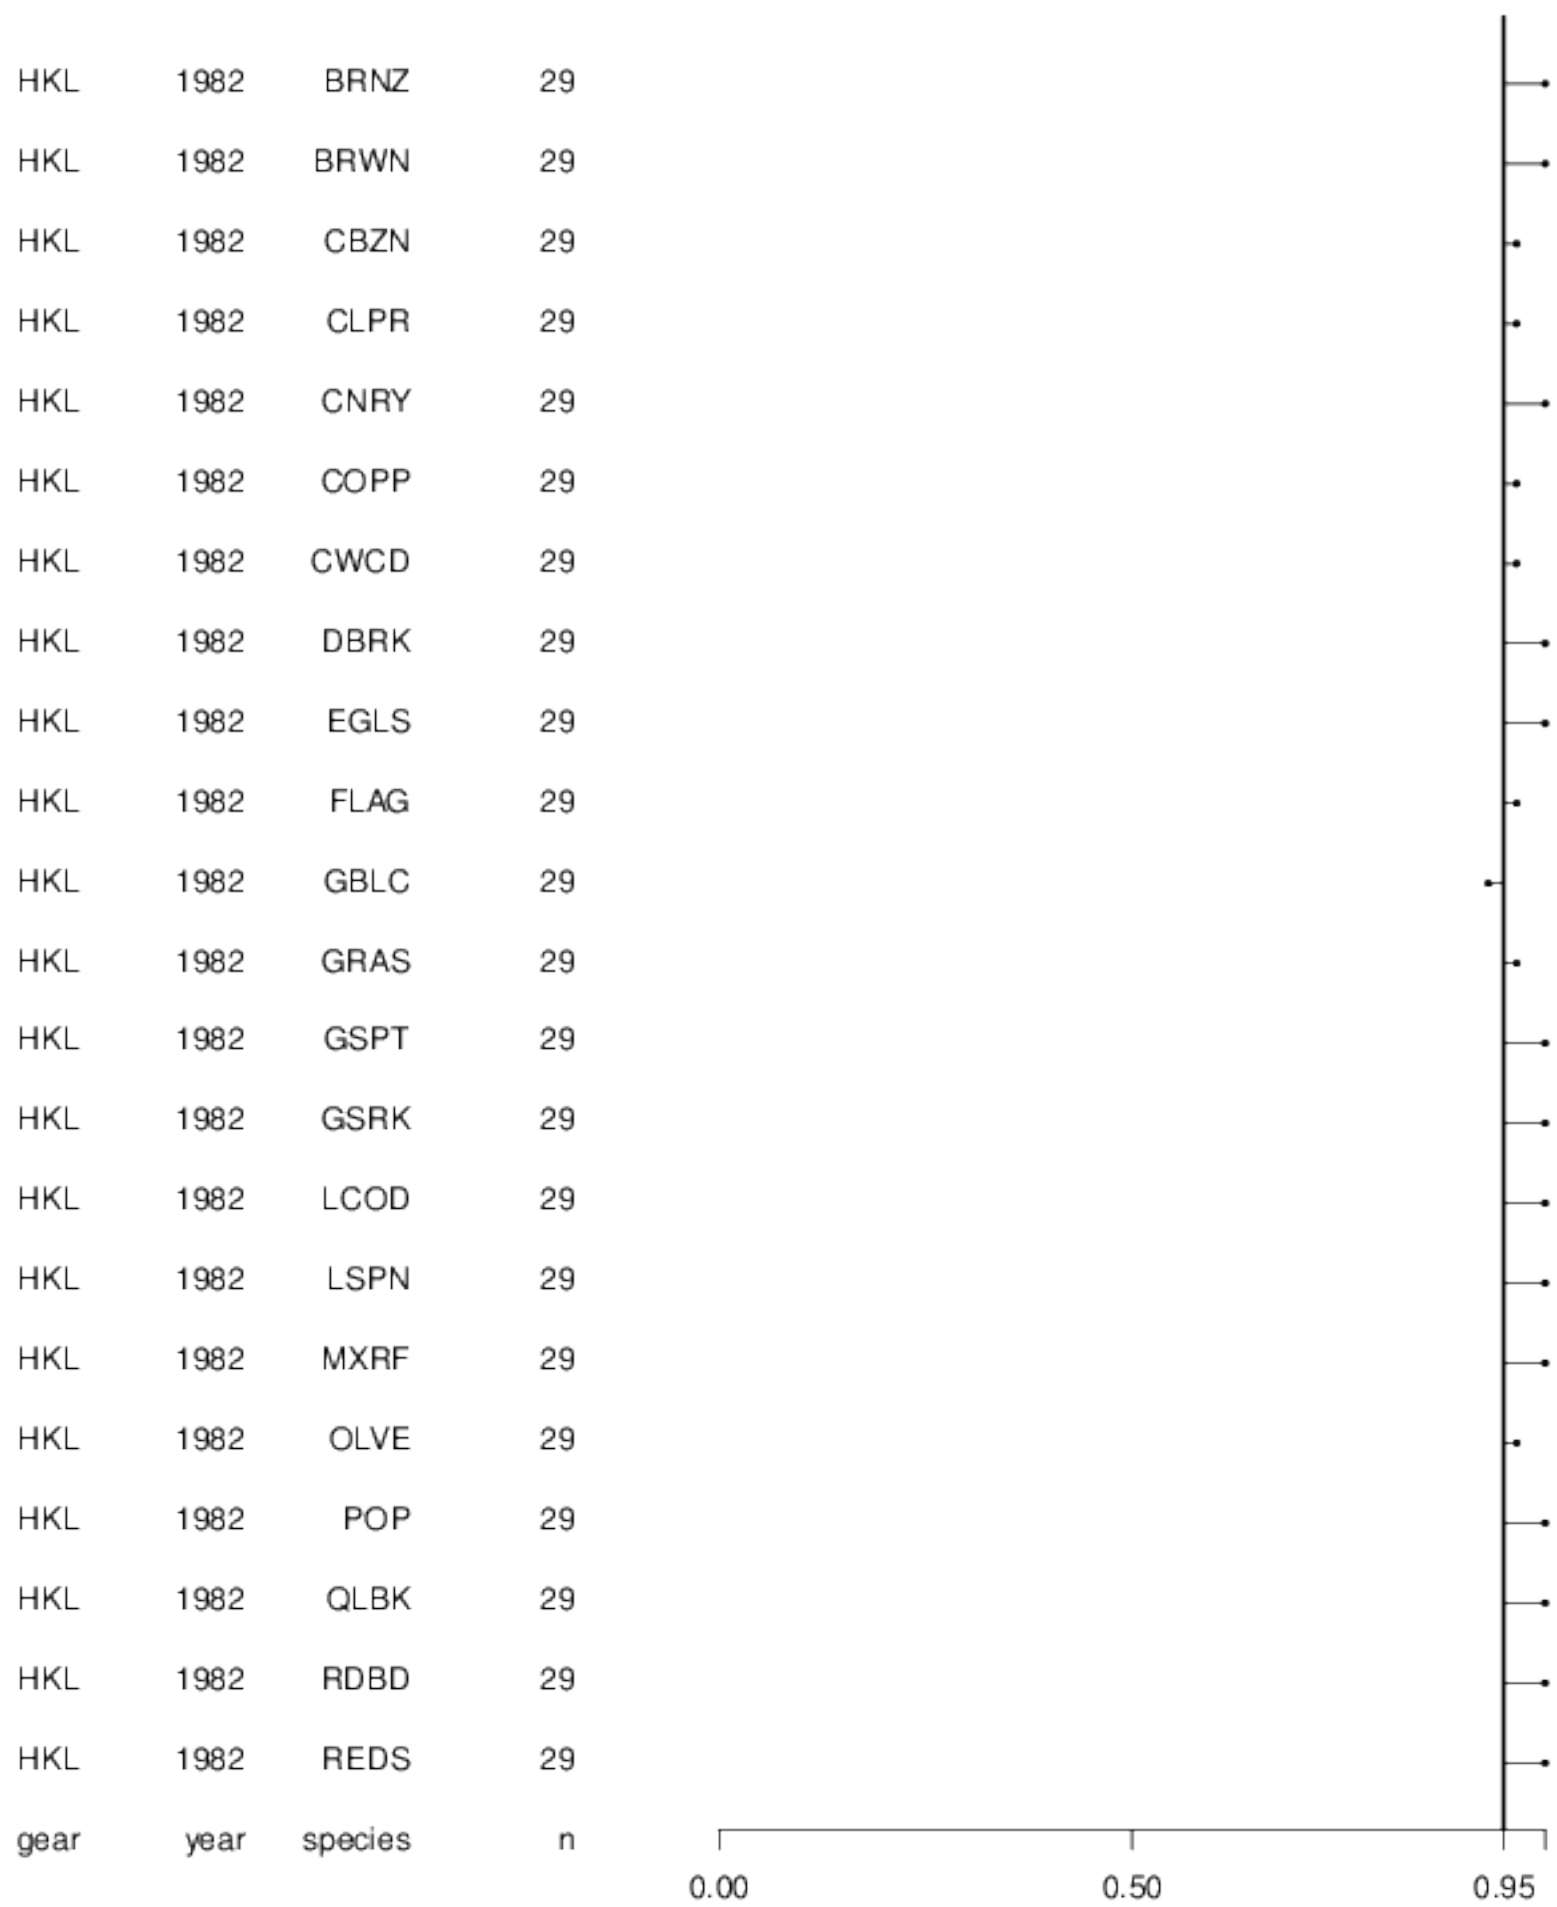 HKL 1982 BRNZ 29
HKL 1982 BRWN 29
HKL 1982 CBZN 29
HKL 1982 CLPR 29
HKL 1982 CNRY 29
HKL 1982 COPP 29
HKL 1982 CWCD 29
HKL 1982 DBRK 29
HKL 1982 EGLS 29
HKL 1982 FLAG 29
HKL 1982 GBLC 29
HKL 1982 GRAS 29
HKL 1982 GSPT 29
HKL 1982 GSRK 29
HKL 1982 LCOD 29
HKL 1982 LSPN 29
HKL 1982 MXRF 29
HKL 1982 OLVE 29
HKL 1982 POP 29
HKL 1982 QLBK 29
HKL 1982 RDBD 29
HKL 1982 REDS 29
gear year species n
0.00 0.50 0.95